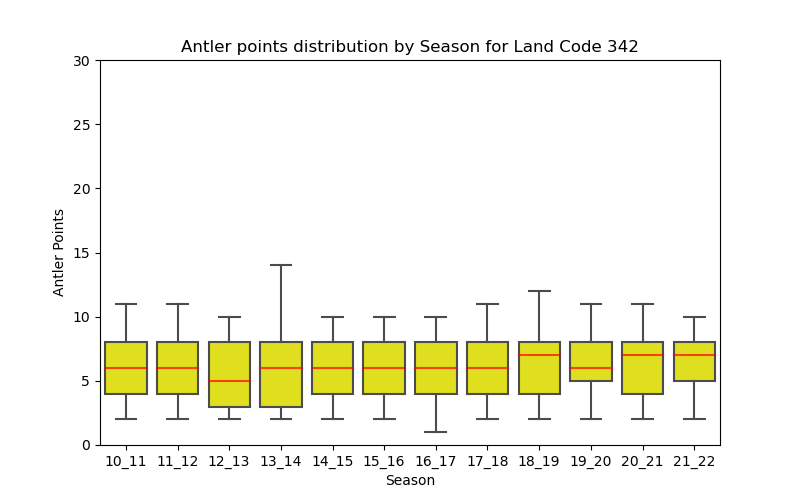 Antler points distribution by Season for Land Code 342
30
25
20
15
10
5
0
Antler Points
10_11 11_12 12_13 13_14 14_15 15_16 16_17 17_18 18_19 19_20 20_21 21_22
Season